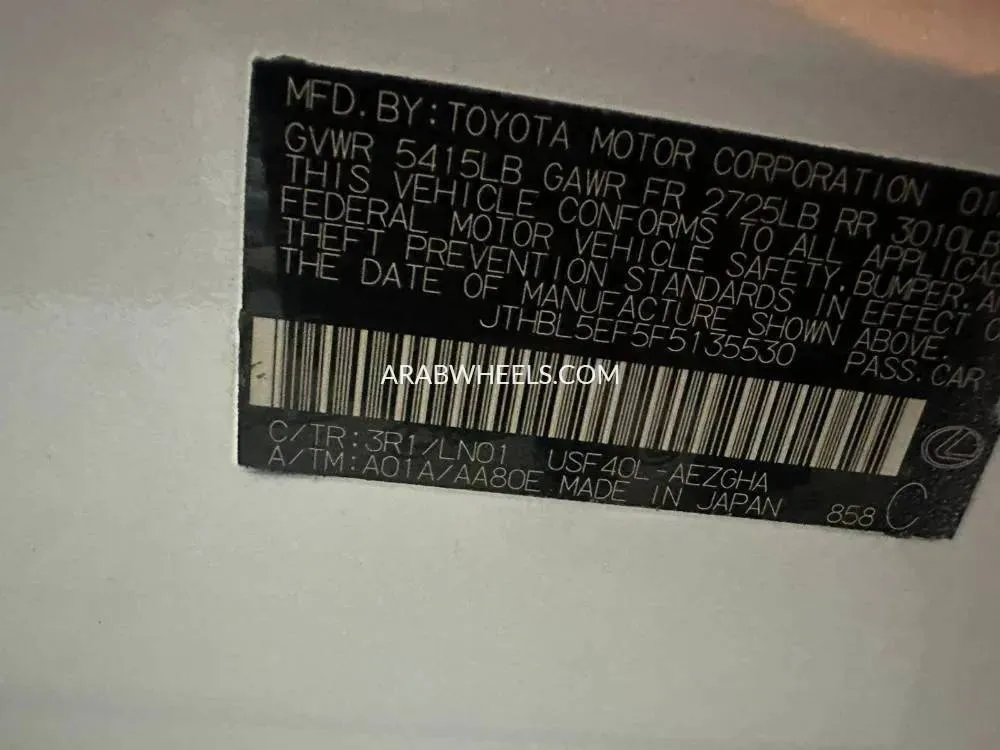 MFD. BY: TOYOTA MOTOR CORPORATION
GVWR 5415LB GAWR FR 2725LB RR 3010LB
THIS VEHICLE CONFORMS TO ALL
FEDERAL MOTOR VEHICLE SAFETY, BUMPER,
THEFT PREVENTION STANDARDS IN EFFECT
THE DATE OF MANUFACTURE SHOWN ABOVE.
JTHBL5EF5F5135530 PASS.CAR
ARABWHEELS.COM
C/TR:3R1/LN01 USF40L-AEZGHA
A/TM:A01A/AA80E MADE IN JAPAN 858 C